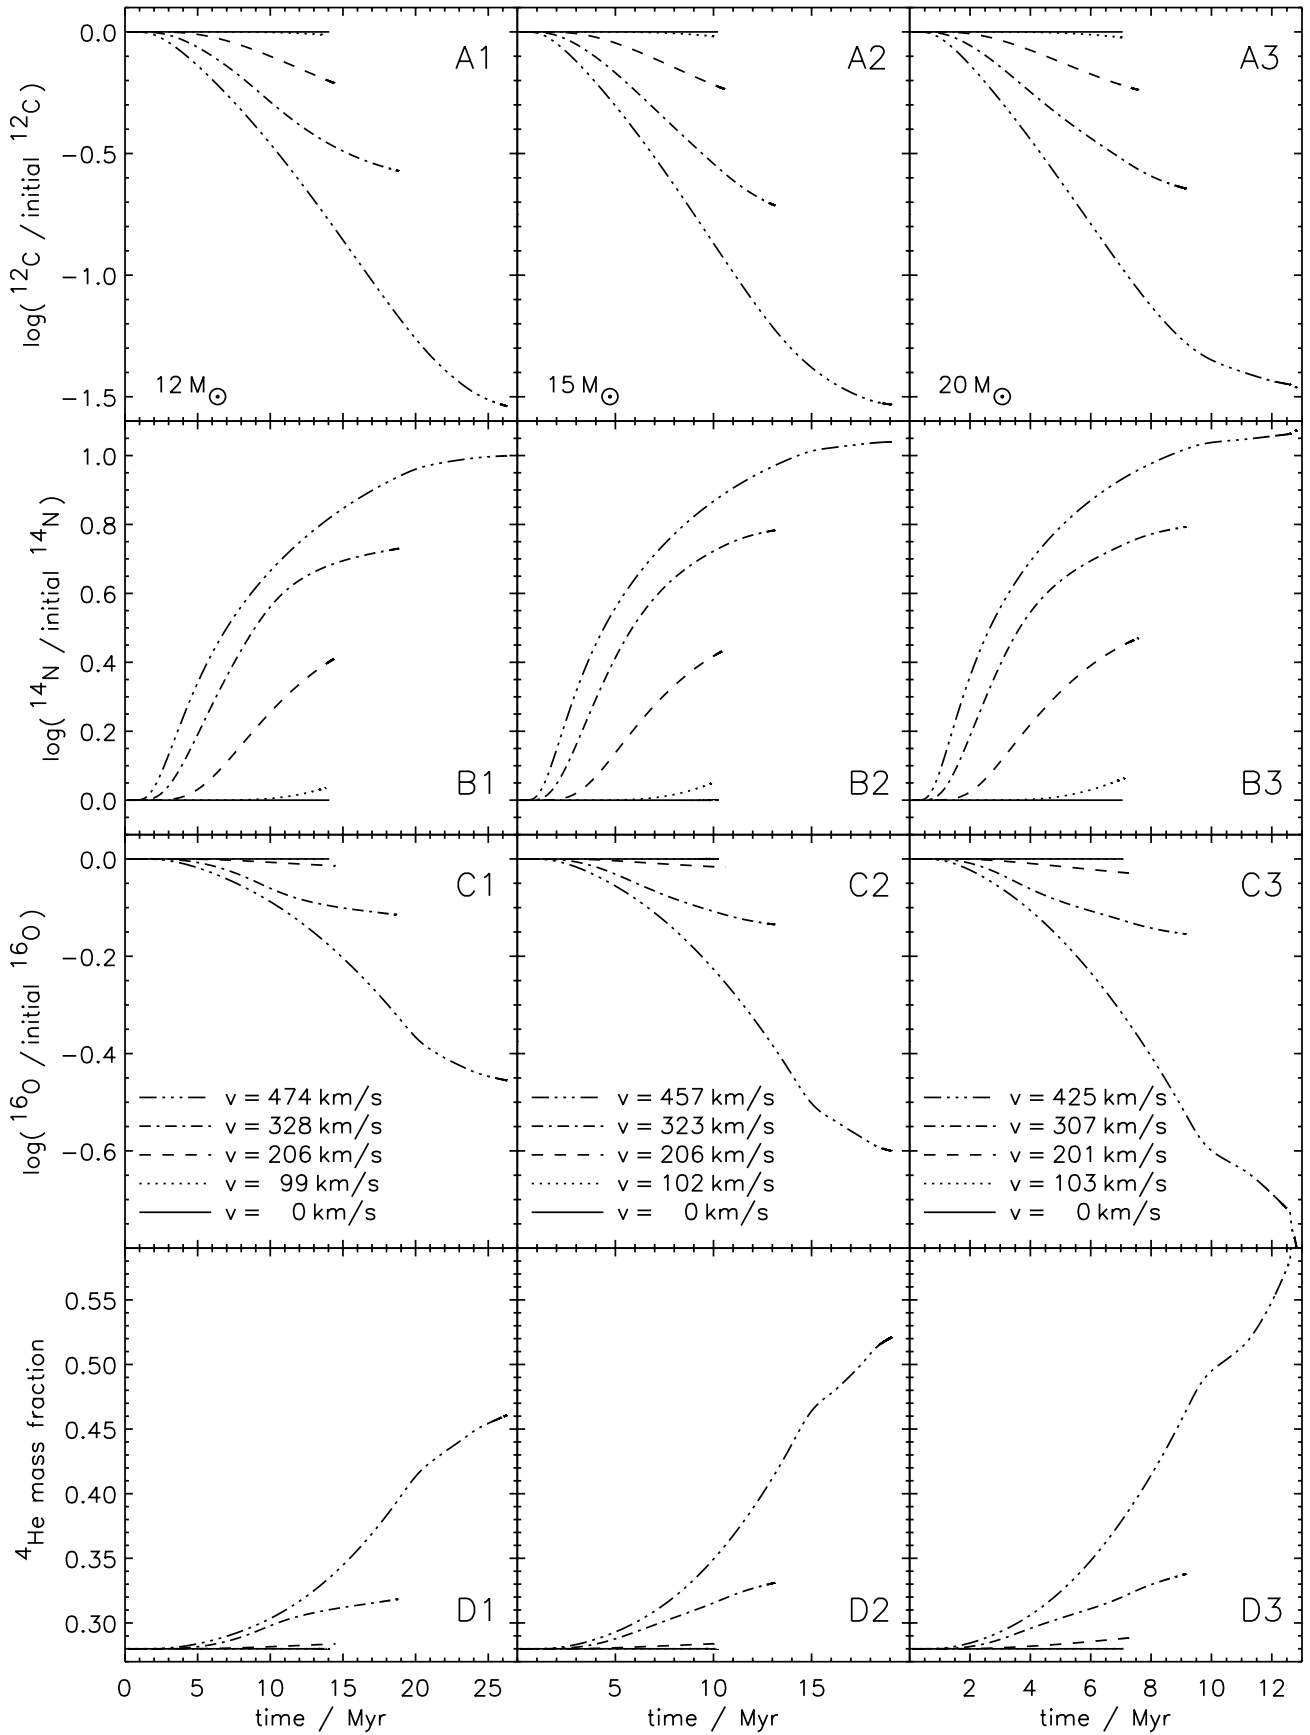 log( ¹²C / initial ¹²C)
0.0
−0.5
−1.0
−1.5
A1
12 M⊙
A2
15 M⊙
A3
20 M⊙
log( ¹⁴N / initial ¹⁴N)
1.0
0.8
0.6
0.4
0.2
0.0
B1
B2
B3
log( ¹⁶O / initial ¹⁶O)
0.0
−0.2
−0.4
−0.6
C1
v = 474 km/s
v = 328 km/s
v = 206 km/s
v = 99 km/s
v = 0 km/s
C2
v = 457 km/s
v = 323 km/s
v = 206 km/s
v = 102 km/s
v = 0 km/s
C3
v = 425 km/s
v = 307 km/s
v = 201 km/s
v = 103 km/s
v = 0 km/s
⁴He mass fraction
0.55
0.50
0.45
0.40
0.35
0.30
D1
D2
D3
0 5 10 15 20 25
5 10 15
2 4 6 8 10 12
time / Myr
time / Myr
time / Myr